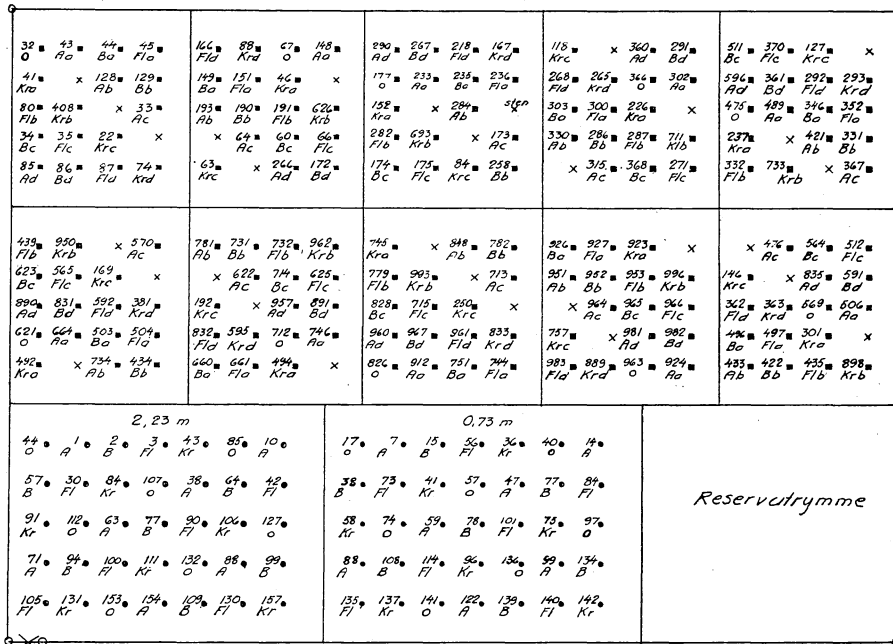 32 43 44 45
O Aa Ba Fla
41 × 128 129
Kra Ab Bb
80 408 × 33
Flb Krb Ac
34 35 22 ×
Bc Flc Krc
85 86 87 74
Ad Bd Fld Krd
166 88 67 148
Fld Krd O Aa
149 151 46 ×
Ba Fla Kra
193 190 191 626
Ab Bb Flb Krb
× 64 60 66
Ac Bc Flc
63 × 266 172
Krc Ad Bd
290 267 218 167
Ad Bd Fld Krd
177 233 235 236
O Aa Ba Fla
152 × 284 sten
Kra Ab
282 693 × 173
Flb Krb Ac
174 175 84 258
Bc Flc Krc Bb
118 × 360 291
Krc Ad Bd
268 265 366 302
Fld Krd O Aa
303 300 226 ×
Ba Fla Kra
330 286 287 711
Ab Bb Flb Krb
× 315 368 271
Ac Bc Flc
511 370 127 ×
Bc Flc Krc
596 361 292 293
Ad Bd Fld Krd
475 489 346 352
O Aa Ba Fla
237 × 421 331
Kra Ab Bb
332 733 × 367
Flb Krb Ac
439 950 × 570
Flb Krb Ac
623 565 169 ×
Bc Flc Krc
890 831 592 381
Ad Bd Fld Krd
621 664 503 504
O Aa Ba Fla
492 × 734 434
Kra Ab Bb
781 731 732 962
Ab Bb Flb Krb
× 622 714 625
Ac Bc Flc
192 × 957 891
Krc Ad Bd
832 595 712 746
Fld Krd O Aa
660 661 494 ×
Ba Fla Kra
745 × 848 782
Kra Ab Bb
779 903 × 713
Flb Krb Ac
828 715 250 ×
Bc Flc Krc
960 967 961 833
Ad Bd Fld Krd
826 912 751 744
O Aa Ba Fla
926 927 923 ×
Ba Fla Kra
951 952 953 996
Ab Bb Flb Krb
× 964 965 966
Ac Bc Flc
757 × 981 982
Krc Ad Bd
983 889 963 924
Fld Krd O Aa
× 476 564 512
Ac Bc Flc
146 × 835 591
Krc Ad Bd
362 363 569 506
Fld Krd O Aa
496 497 301 ×
Ba Fla Kra
433 422 435 898
Ab Bb Flb Krb
2,23 m
44 1 2 3 43 85 10
O A B Fl Kr O A
57 30 84 107 38 64 42
B Fl Kr O A B Fl
91 112 63 77 90 106 127
Kr O A B Fl Kr O
71 94 100 111 132 88 99
A B Fl Kr O A B
105 131 153 154 109 130 157
Fl Kr O A B Fl Kr
0,73 m
17 7 15 56 36 40 14
O A B Fl Kr O A
38 73 41 57 47 77 84
B Fl Kr O A B Fl
58 74 59 78 101 75 97
Kr O A B Fl Kr O
88 108 114 96 136 99 134
A B Fl Kr O A B
135 137 141 122 139 140 142
Fl Kr O A B Fl Kr
Reservutrymme